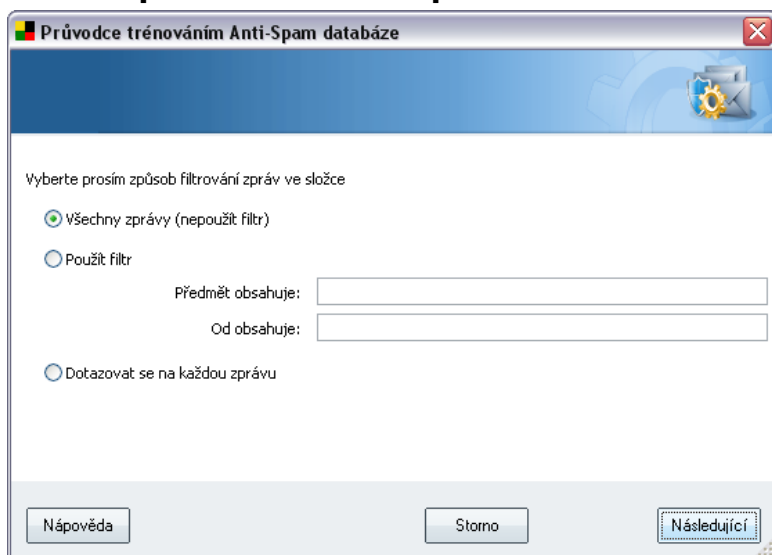 Průvodce trénováním Anti-Spam databáze
Vyberte prosím způsob filtrování zpráv ve složce
Všechny zprávy (nepoužít filtr)
Použít filtr
Předmět obsahuje:
Od obsahuje:
Dotazovat se na každou zprávu
Nápověda
Storno
Následující